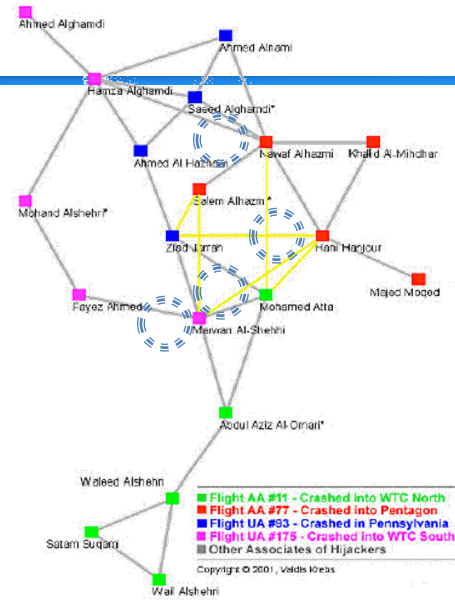 Ahmed Alghamdi
Ahmed Alnami
Hamza Alghamdi
Saeed Alghamdi*
Nawaf Alhazmi
Khalid Al-Mihdhar
Ahmed Al
Salem Alhazmi*
Mohand Alshehri*
Ziad Jarrah
Hani Hanjour
Majed Moqed
Fayez Ahmed
Mohamed Atta
Marwan Al-Shehhi
Abdul Aziz Al-Omari*
Waleed Alshehri
Satam Suqami
Wail Alshehri
Flight AA #11 - Crashed into WTC North
Flight AA #77 - Crashed into Pentagon
Flight UA #93 - Crashed in Pennsylvania
Flight UA #175 - Crashed into WTC South
Other Associates of Hijackers
Copyright © 2001, Valdis Krebs